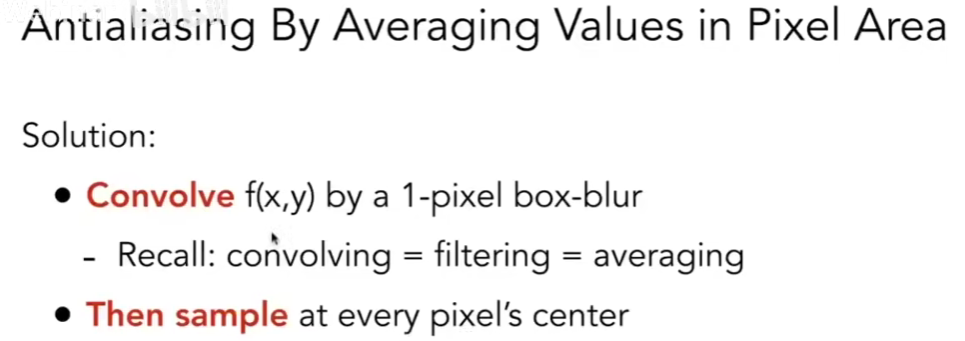 Antialiasing By Averaging Values in Pixel Area
Solution:
• Convolve f(x,y) by a 1-pixel box-blur
- Recall: convolving = filtering = averaging
• Then sample at every pixel's center